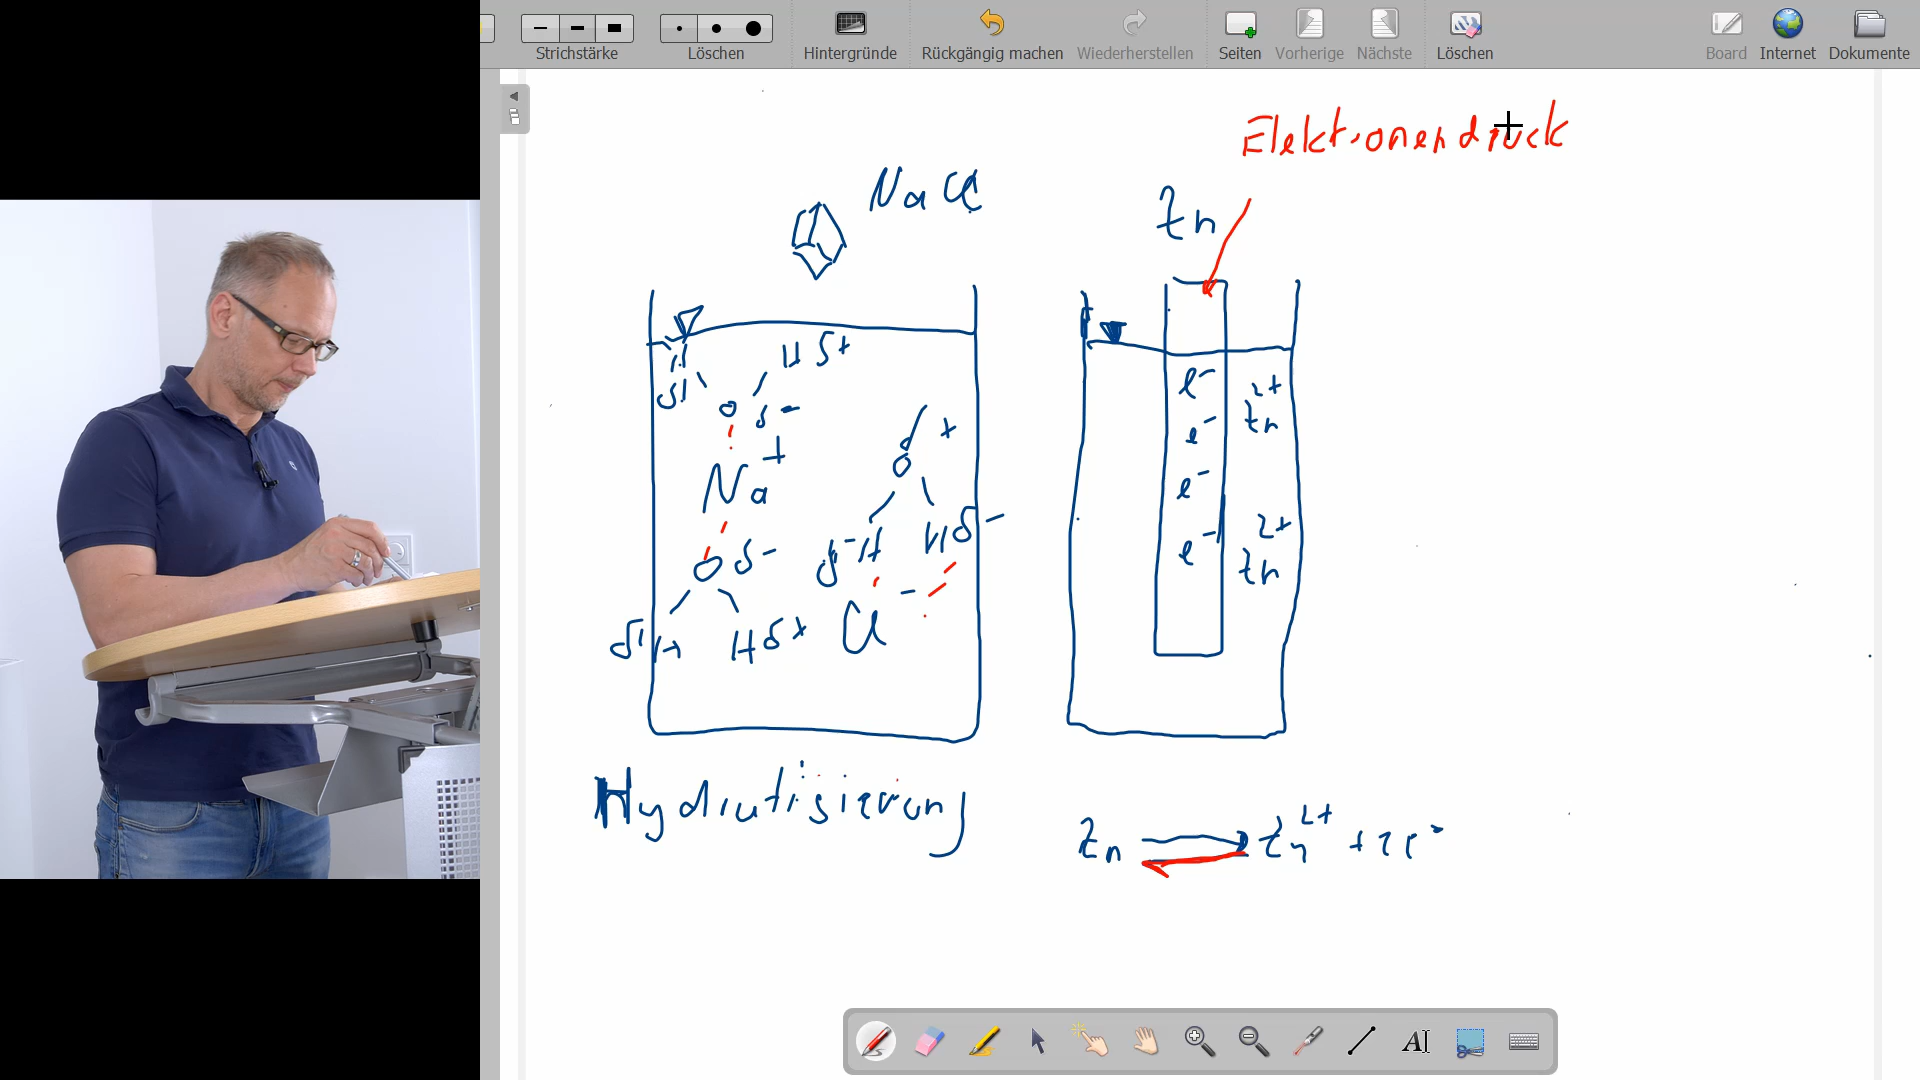 Strichstärke Löschen Hintergründe Rückgängig machen Wiederherstellen Seiten Vorherige Nächste Löschen Board Internet Dokumente
Elektronendruck
NaCl
Zn
H δ+
O δ-
Na+
O δ-
H δ+
δ+
O
δ- H
H δ-
Cl-
e-
e-
e-
e-
Zn2+
Zn2+
Hydratisierung
Zn ⇌ Zn2+ + 2e-
AI